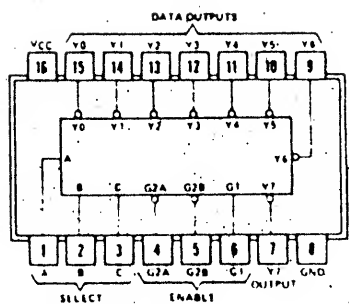 DATA OUTPUTS
VCC Y0 Y1 Y2 Y3 Y4 Y5 Y6
16 15 14 13 12 11 10 9
Y0 Y1 Y2 Y3 Y4 Y5
A Y6
B C G2A G2B G1 Y7
1 2 3 4 5 6 7 8
A B C G2A G2B G1 Y7 GND
OUTPUT
SELECT ENABLE